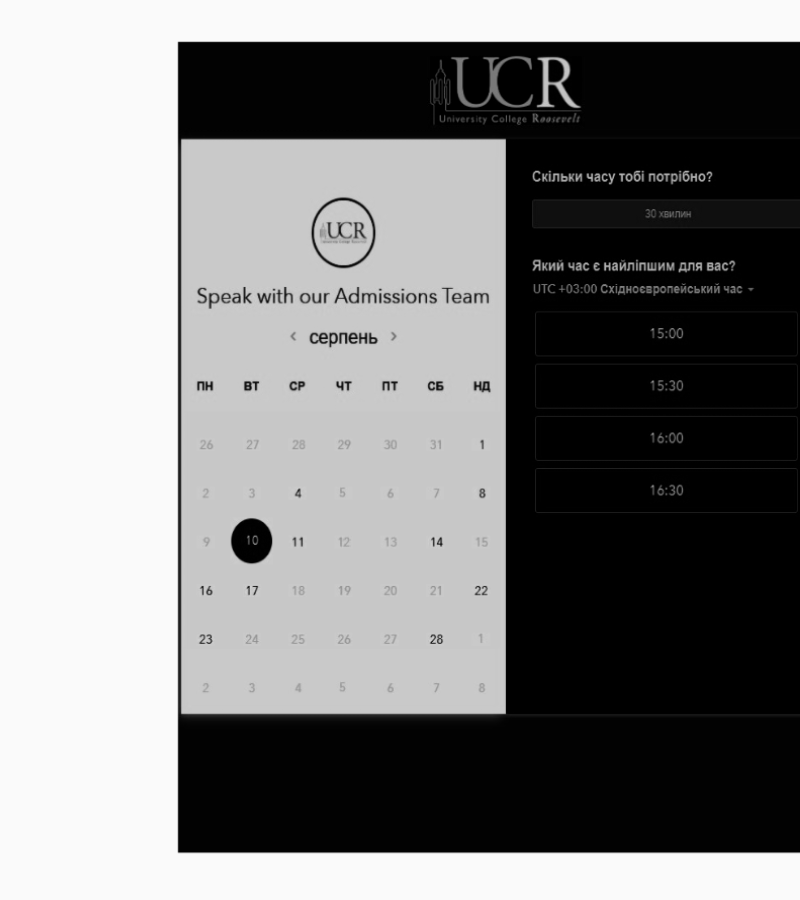 UCR
University College Roosevelt
UCR
Speak with our Admissions Team
< серпень >
ПН ВТ СР ЧТ ПТ СБ НД
26 27 28 29 30 31 1
2 3 4 5 6 7 8
9 10 11 12 13 14 15
16 17 18 19 20 21 22
23 24 25 26 27 28 1
2 3 4 5 6 7 8
Скільки часу тобі потрібно?
30 хвилин
Який час є найліпшим для вас?
UTC +03:00 Східноєвропейський час
15:00
15:30
16:00
16:30